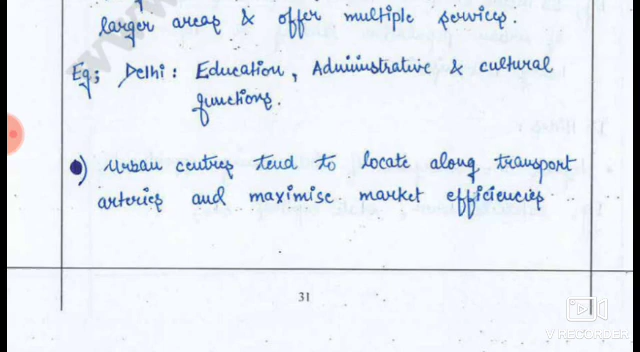 larger areas & offer multiple services.
Eg; Delhi: Education, Administrative & cultural
functions.
Urban centres tend to locate along transport
arteries and maximise market efficiencies
31
V RECORDER